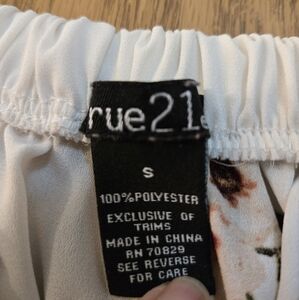 rue21
S
100% POLYESTER
EXCLUSIVE OF
TRIMS
MADE IN CHINA
RN 70829
SEE REVERSE
FOR CARE